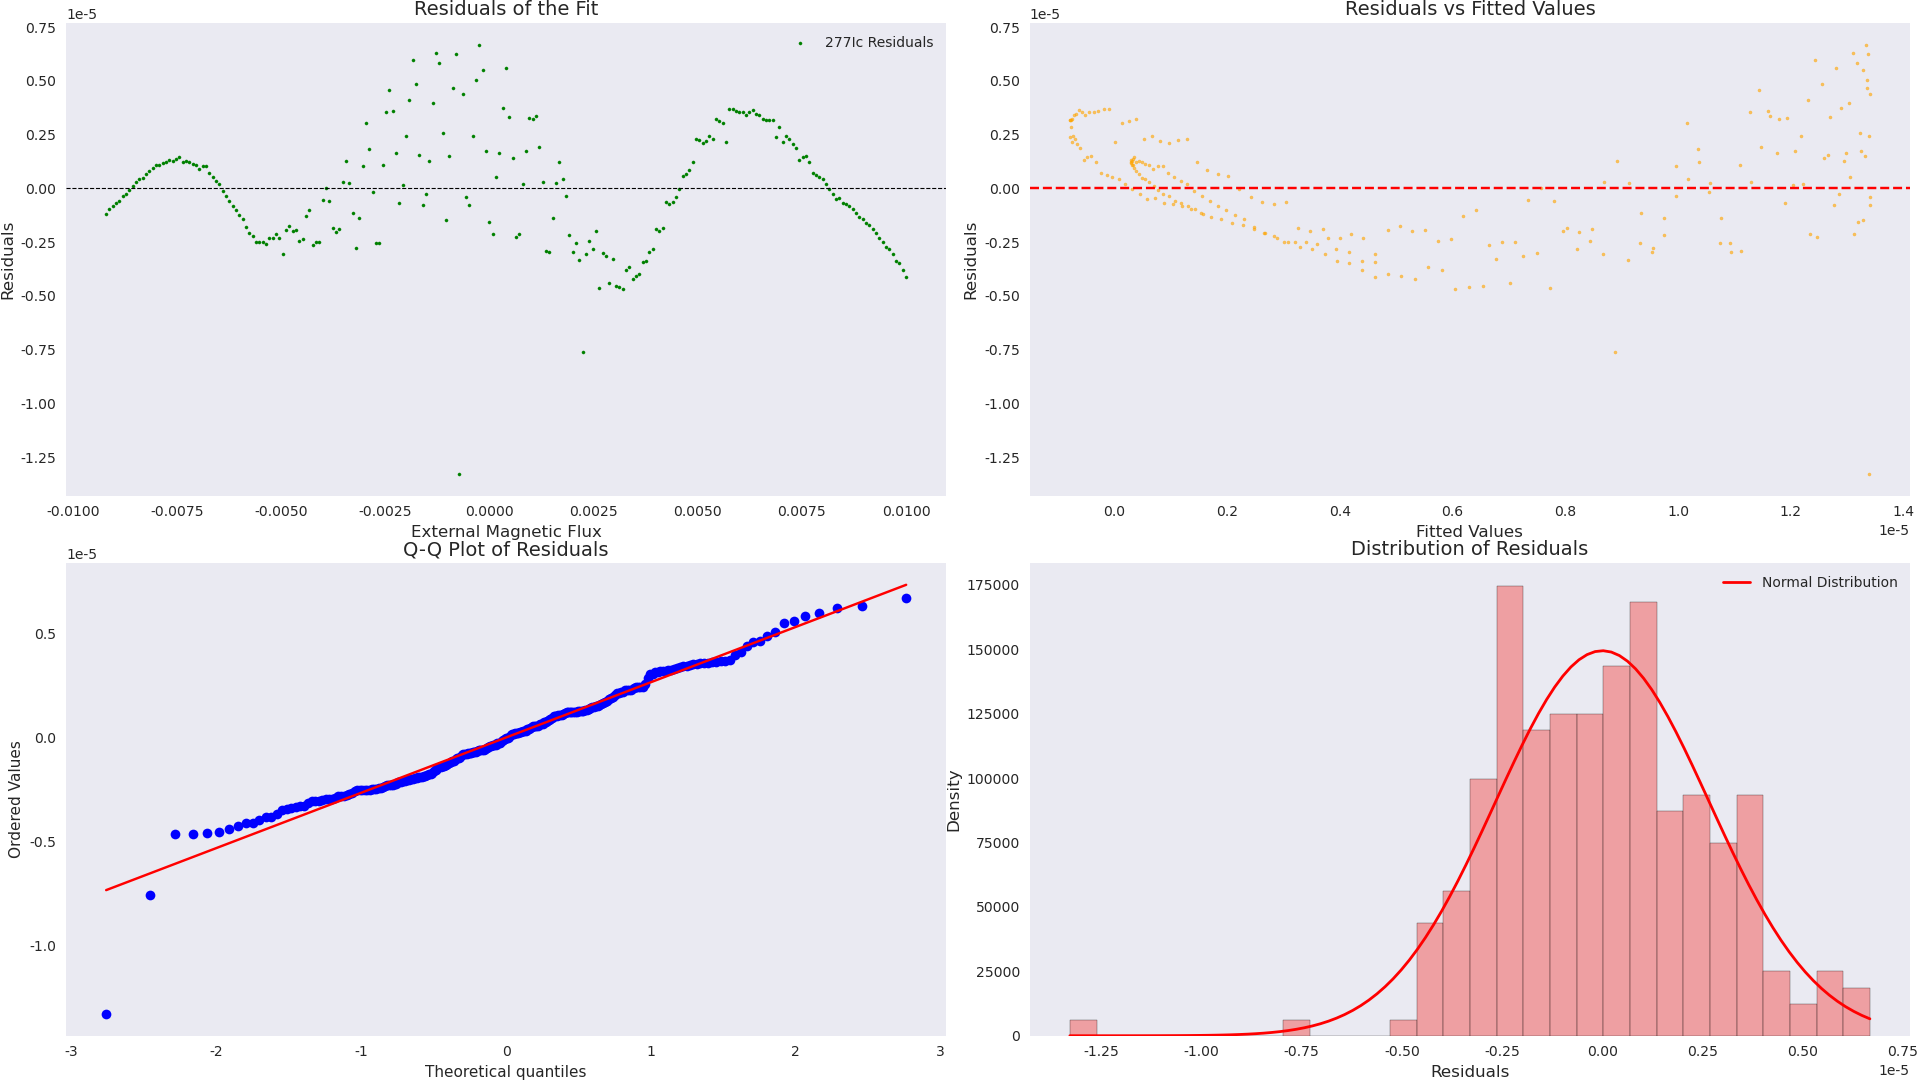 Residuals of the Fit
1e-5
277Ic Residuals
0.75
0.50
0.25
0.00
-0.25
-0.50
-0.75
-1.00
-1.25
Residuals
-0.0100 -0.0075 -0.0050 -0.0025 0.0000 0.0025 0.0050 0.0075 0.0100
External Magnetic Flux
Residuals vs Fitted Values
1e-5
0.75
0.50
0.25
0.00
-0.25
-0.50
-0.75
-1.00
-1.25
Residuals
0.0 0.2 0.4 0.6 0.8 1.0 1.2 1.4
1e-5
Fitted Values
Q-Q Plot of Residuals
1e-5
0.5
0.0
-0.5
-1.0
Ordered Values
-3 -2 -1 0 1 2 3
Theoretical quantiles
Distribution of Residuals
Normal Distribution
175000
150000
125000
100000
75000
50000
25000
0
Density
-1.25 -1.00 -0.75 -0.50 -0.25 0.00 0.25 0.50 0.75
1e-5
Residuals